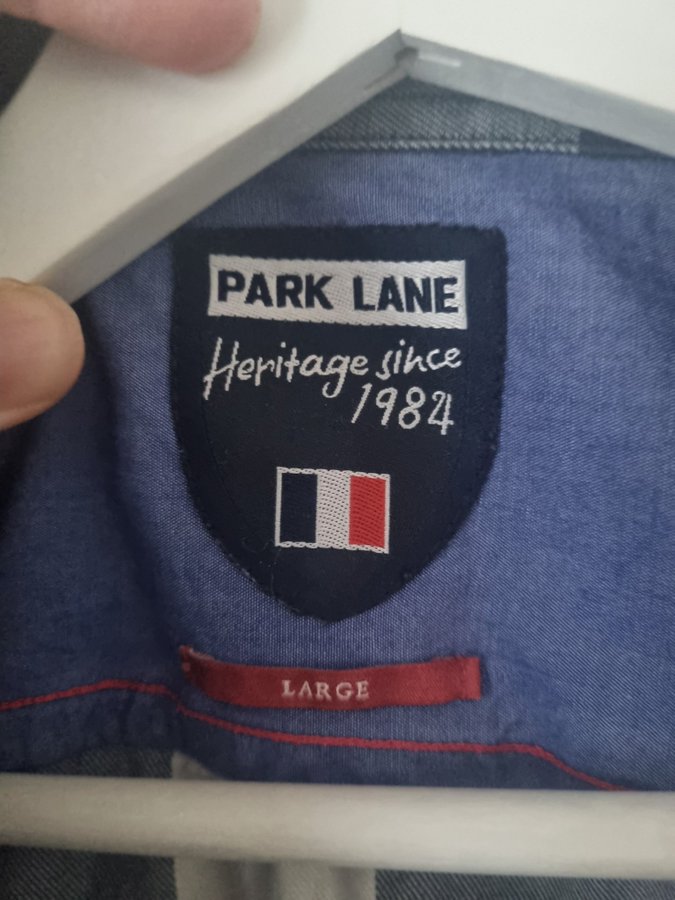 PARK LANE
Heritage since
1984
LARGE